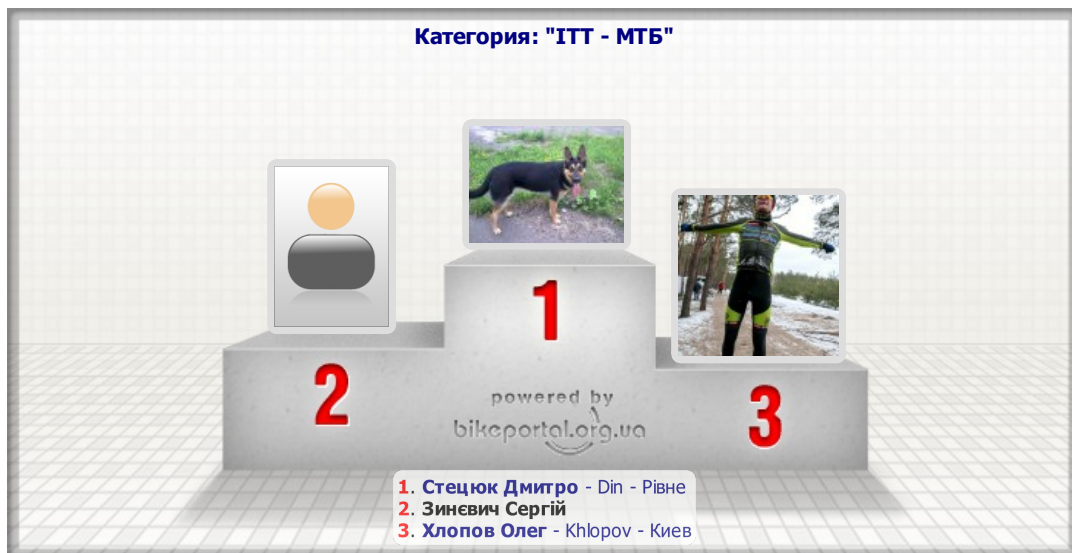 Категория: "ITT - МТБ"
1
2
3
powered by
bikeportal.org.ua
1. Стецюк Дмитро - Din - Рівне
2. Зинєвич Сергій
3. Хлопов Олег - Khlopov - Киев